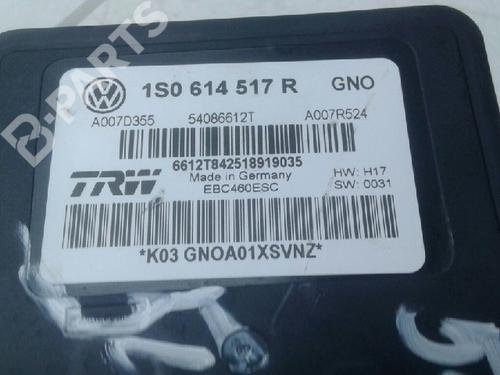 B-PARTS
1S0 614 517 R GNO
A007D355 54086612T A007R524
6612T842518919035
TRW Made in Germany HW: H17
EBC460ESC SW: 0031
*K03 GNOA01XSVNZ*